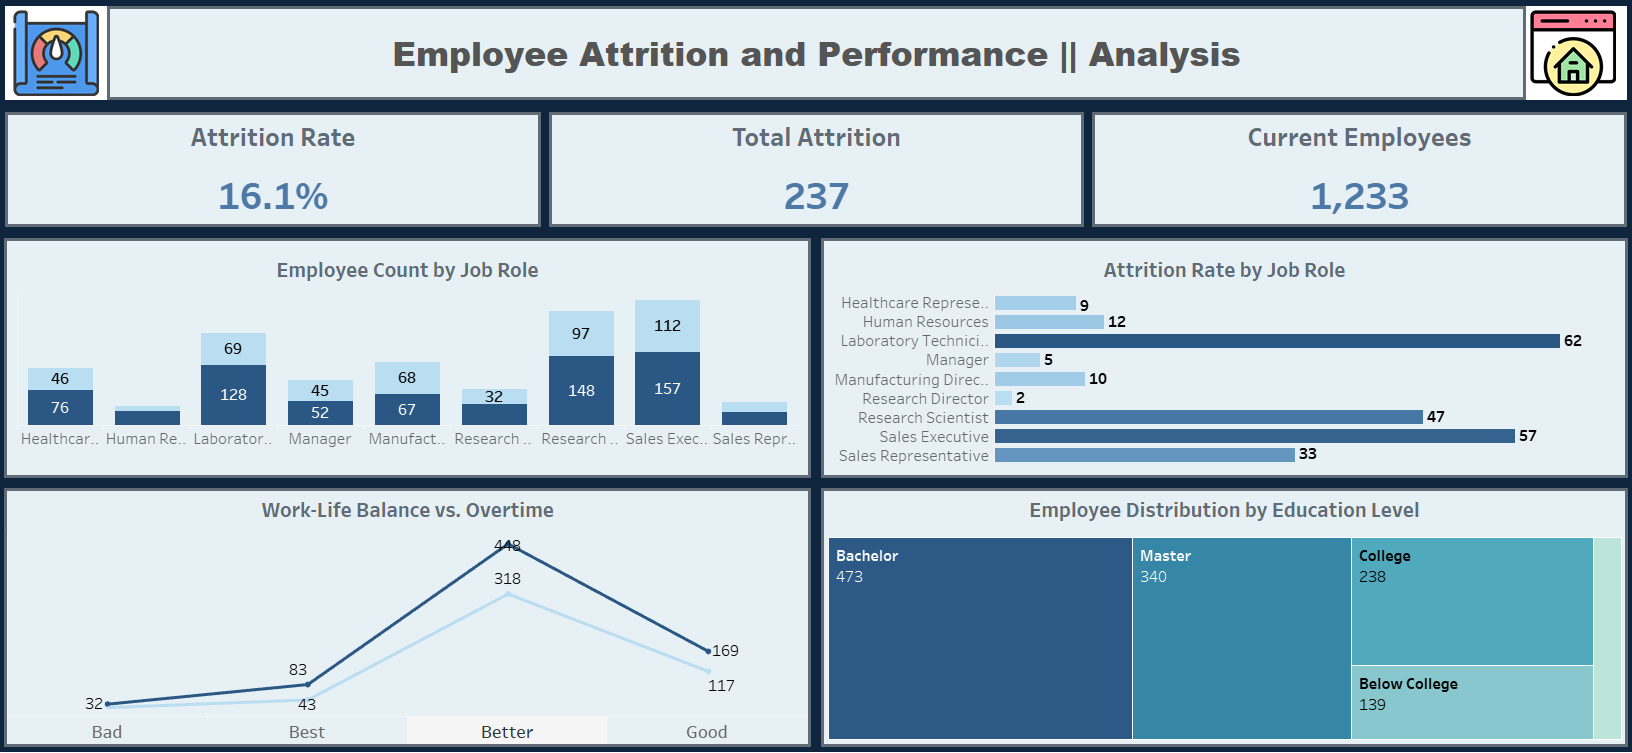 Employee Attrition and Performance || Analysis
Attrition Rate
16.1%
Total Attrition
237
Current Employees
1,233
Employee Count by Job Role
46
76
69
128
45
52
68
67
32
97
148
112
157
Healthcar..
Human Re..
Laborator..
Manager
Manufact..
Research ..
Research ..
Sales Exec..
Sales Repr..
Attrition Rate by Job Role
Healthcare Represe.. 9
Human Resources 12
Laboratory Technici.. 62
Manager 5
Manufacturing Direc.. 10
Research Director 2
Research Scientist 47
Sales Executive 57
Sales Representative 33
Work-Life Balance vs. Overtime
448
318
83
43
32
169
117
Bad
Best
Better
Good
Employee Distribution by Education Level
Bachelor
473
Master
340
College
238
Below College
139